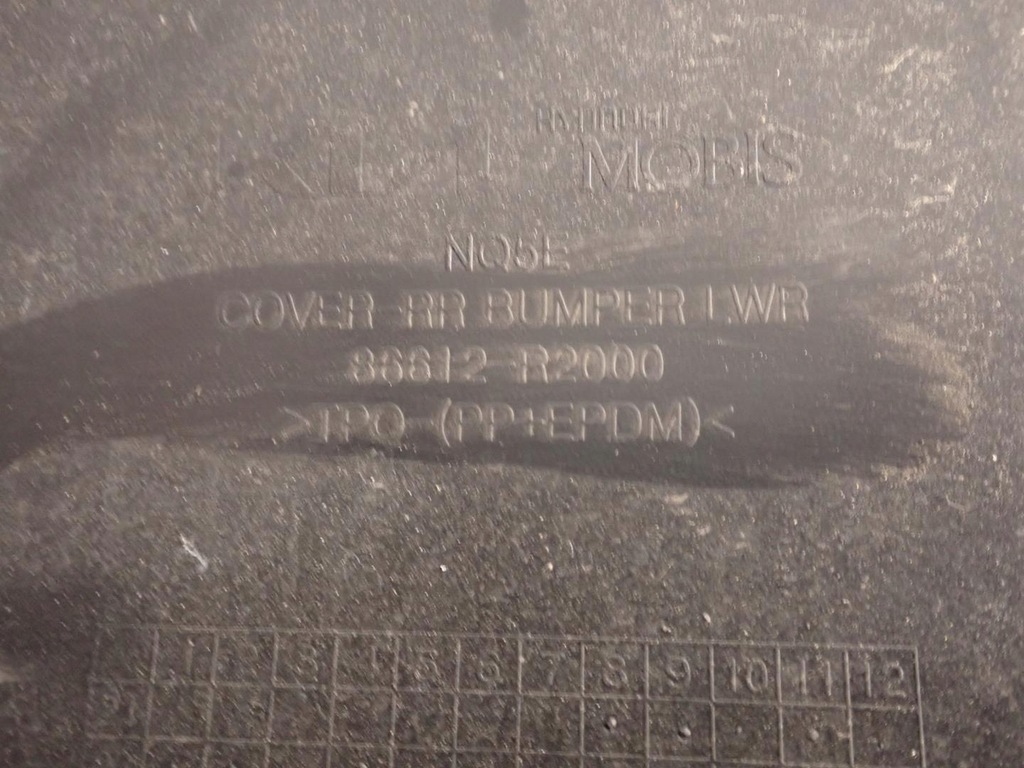 HYUNDAI
MOBIS
NQ5E
COVER-RR BUMPER LWR
86612-R2000
>TPO-(PP+EPDM)<
1 2 3 4 5 6 7 8 9 10 11 12
21